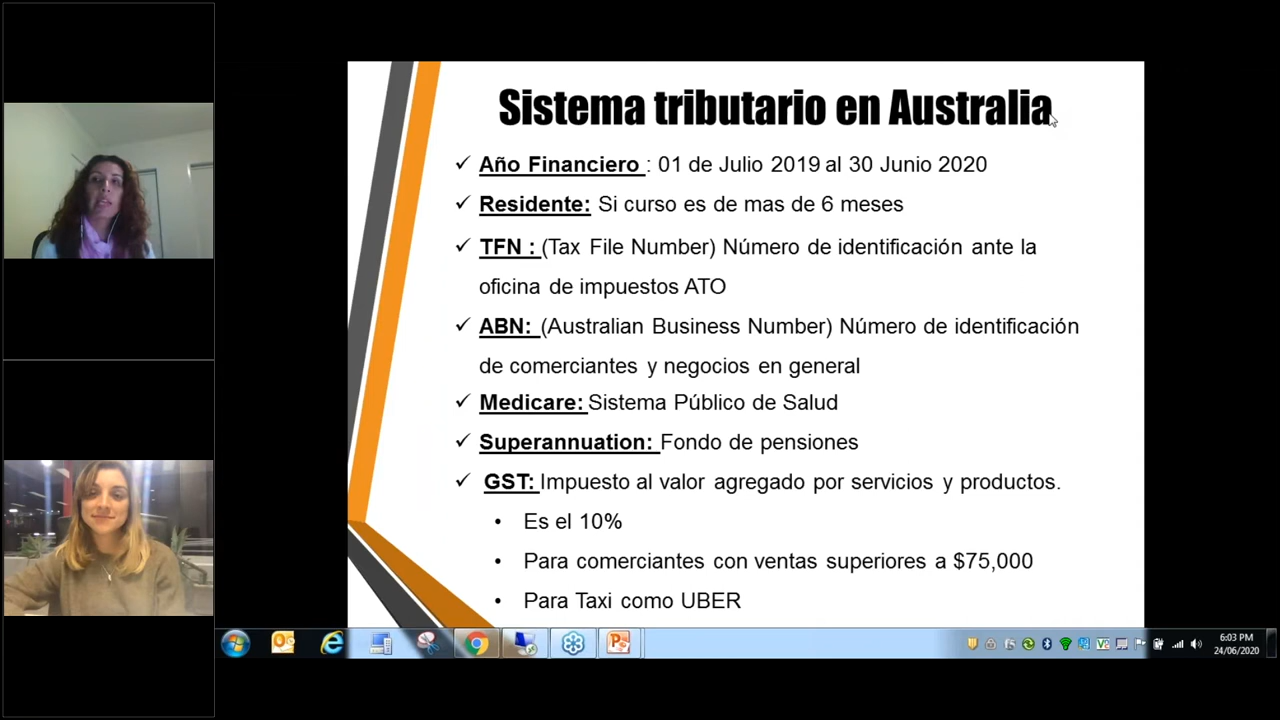 Sistema tributario en Australia
✓ Año Financiero : 01 de Julio 2019 al 30 Junio 2020
✓ Residente: Si curso es de mas de 6 meses
✓ TFN : (Tax File Number) Número de identificación ante la
oficina de impuestos ATO
✓ ABN: (Australian Business Number) Número de identificación
de comerciantes y negocios en general
✓ Medicare: Sistema Público de Salud
✓ Superannuation: Fondo de pensiones
✓ GST: Impuesto al valor agregado por servicios y productos.
• Es el 10%
• Para comerciantes con ventas superiores a $75,000
• Para Taxi como UBER
6:03 PM
24/06/2020